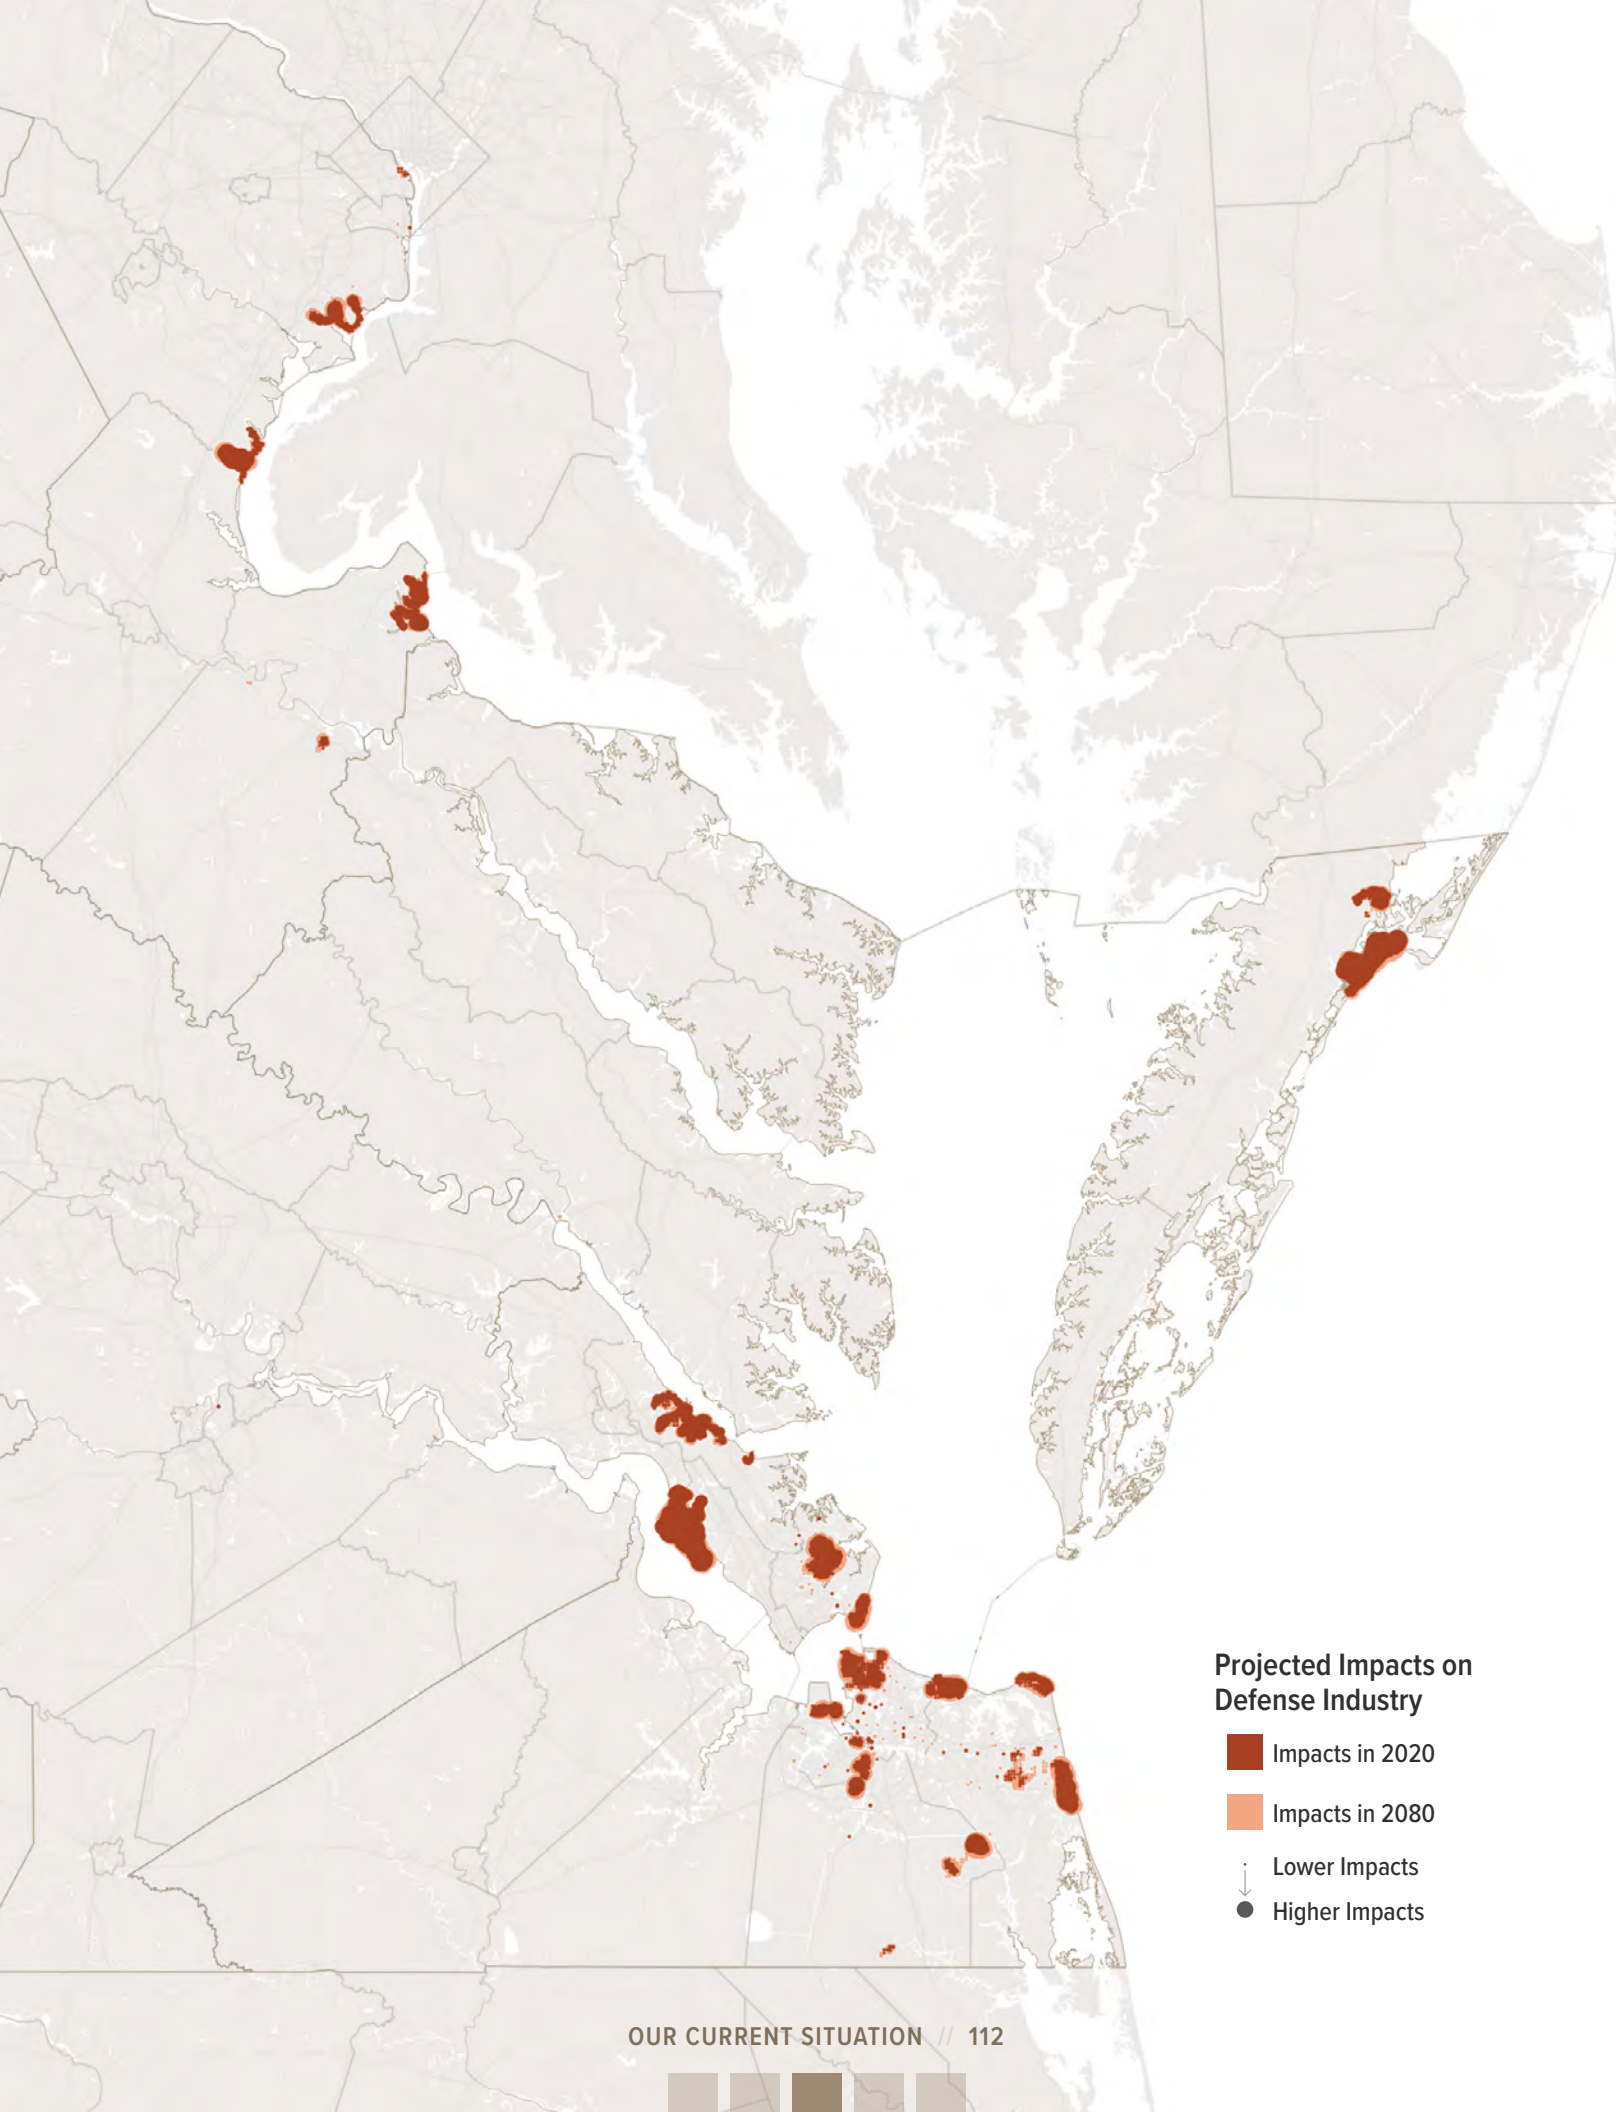 Projected Impacts on
Defense Industry
Impacts in 2020
Impacts in 2080
Lower Impacts
Higher Impacts
OUR CURRENT SITUATION // 112